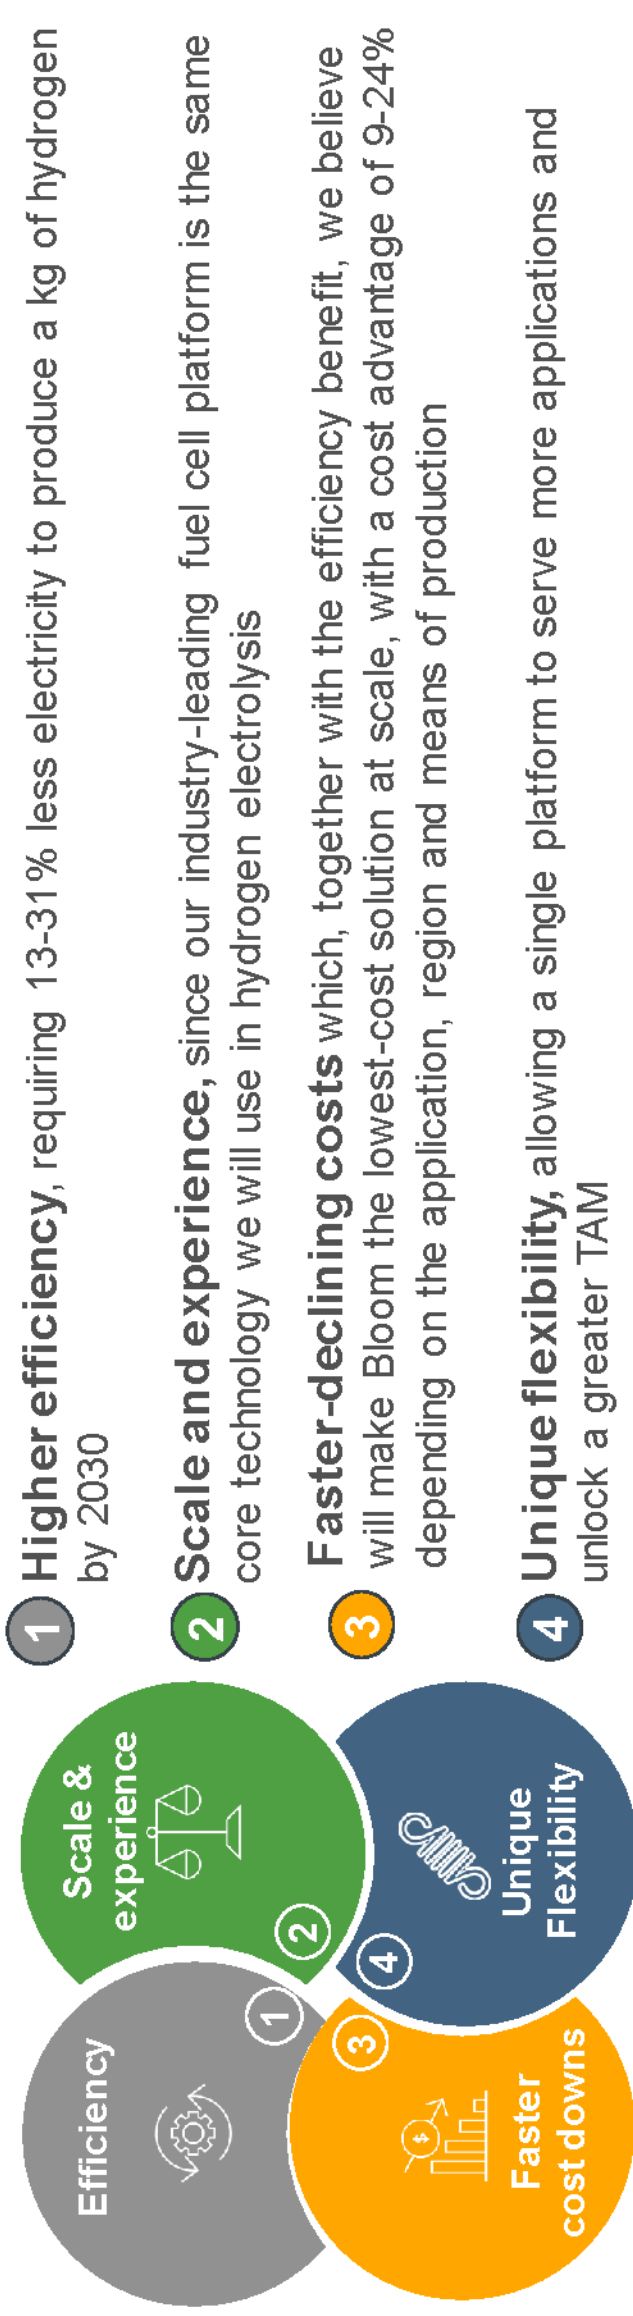 Efficiency
1
Scale &
experience
2
3
Faster
cost downs
4
Unique
Flexibility
1
Higher efficiency, requiring 13-31% less electricity to produce a kg of hydrogen
by 2030
2
Scale and experience, since our industry-leading fuel cell platform is the same
core technology we will use in hydrogen electrolysis
3
Faster-declining costs which, together with the efficiency benefit, we believe
will make Bloom the lowest-cost solution at scale, with a cost advantage of 9-24%
depending on the application, region and means of production
4
Unique flexibility, allowing a single platform to serve more applications and
unlock a greater TAM